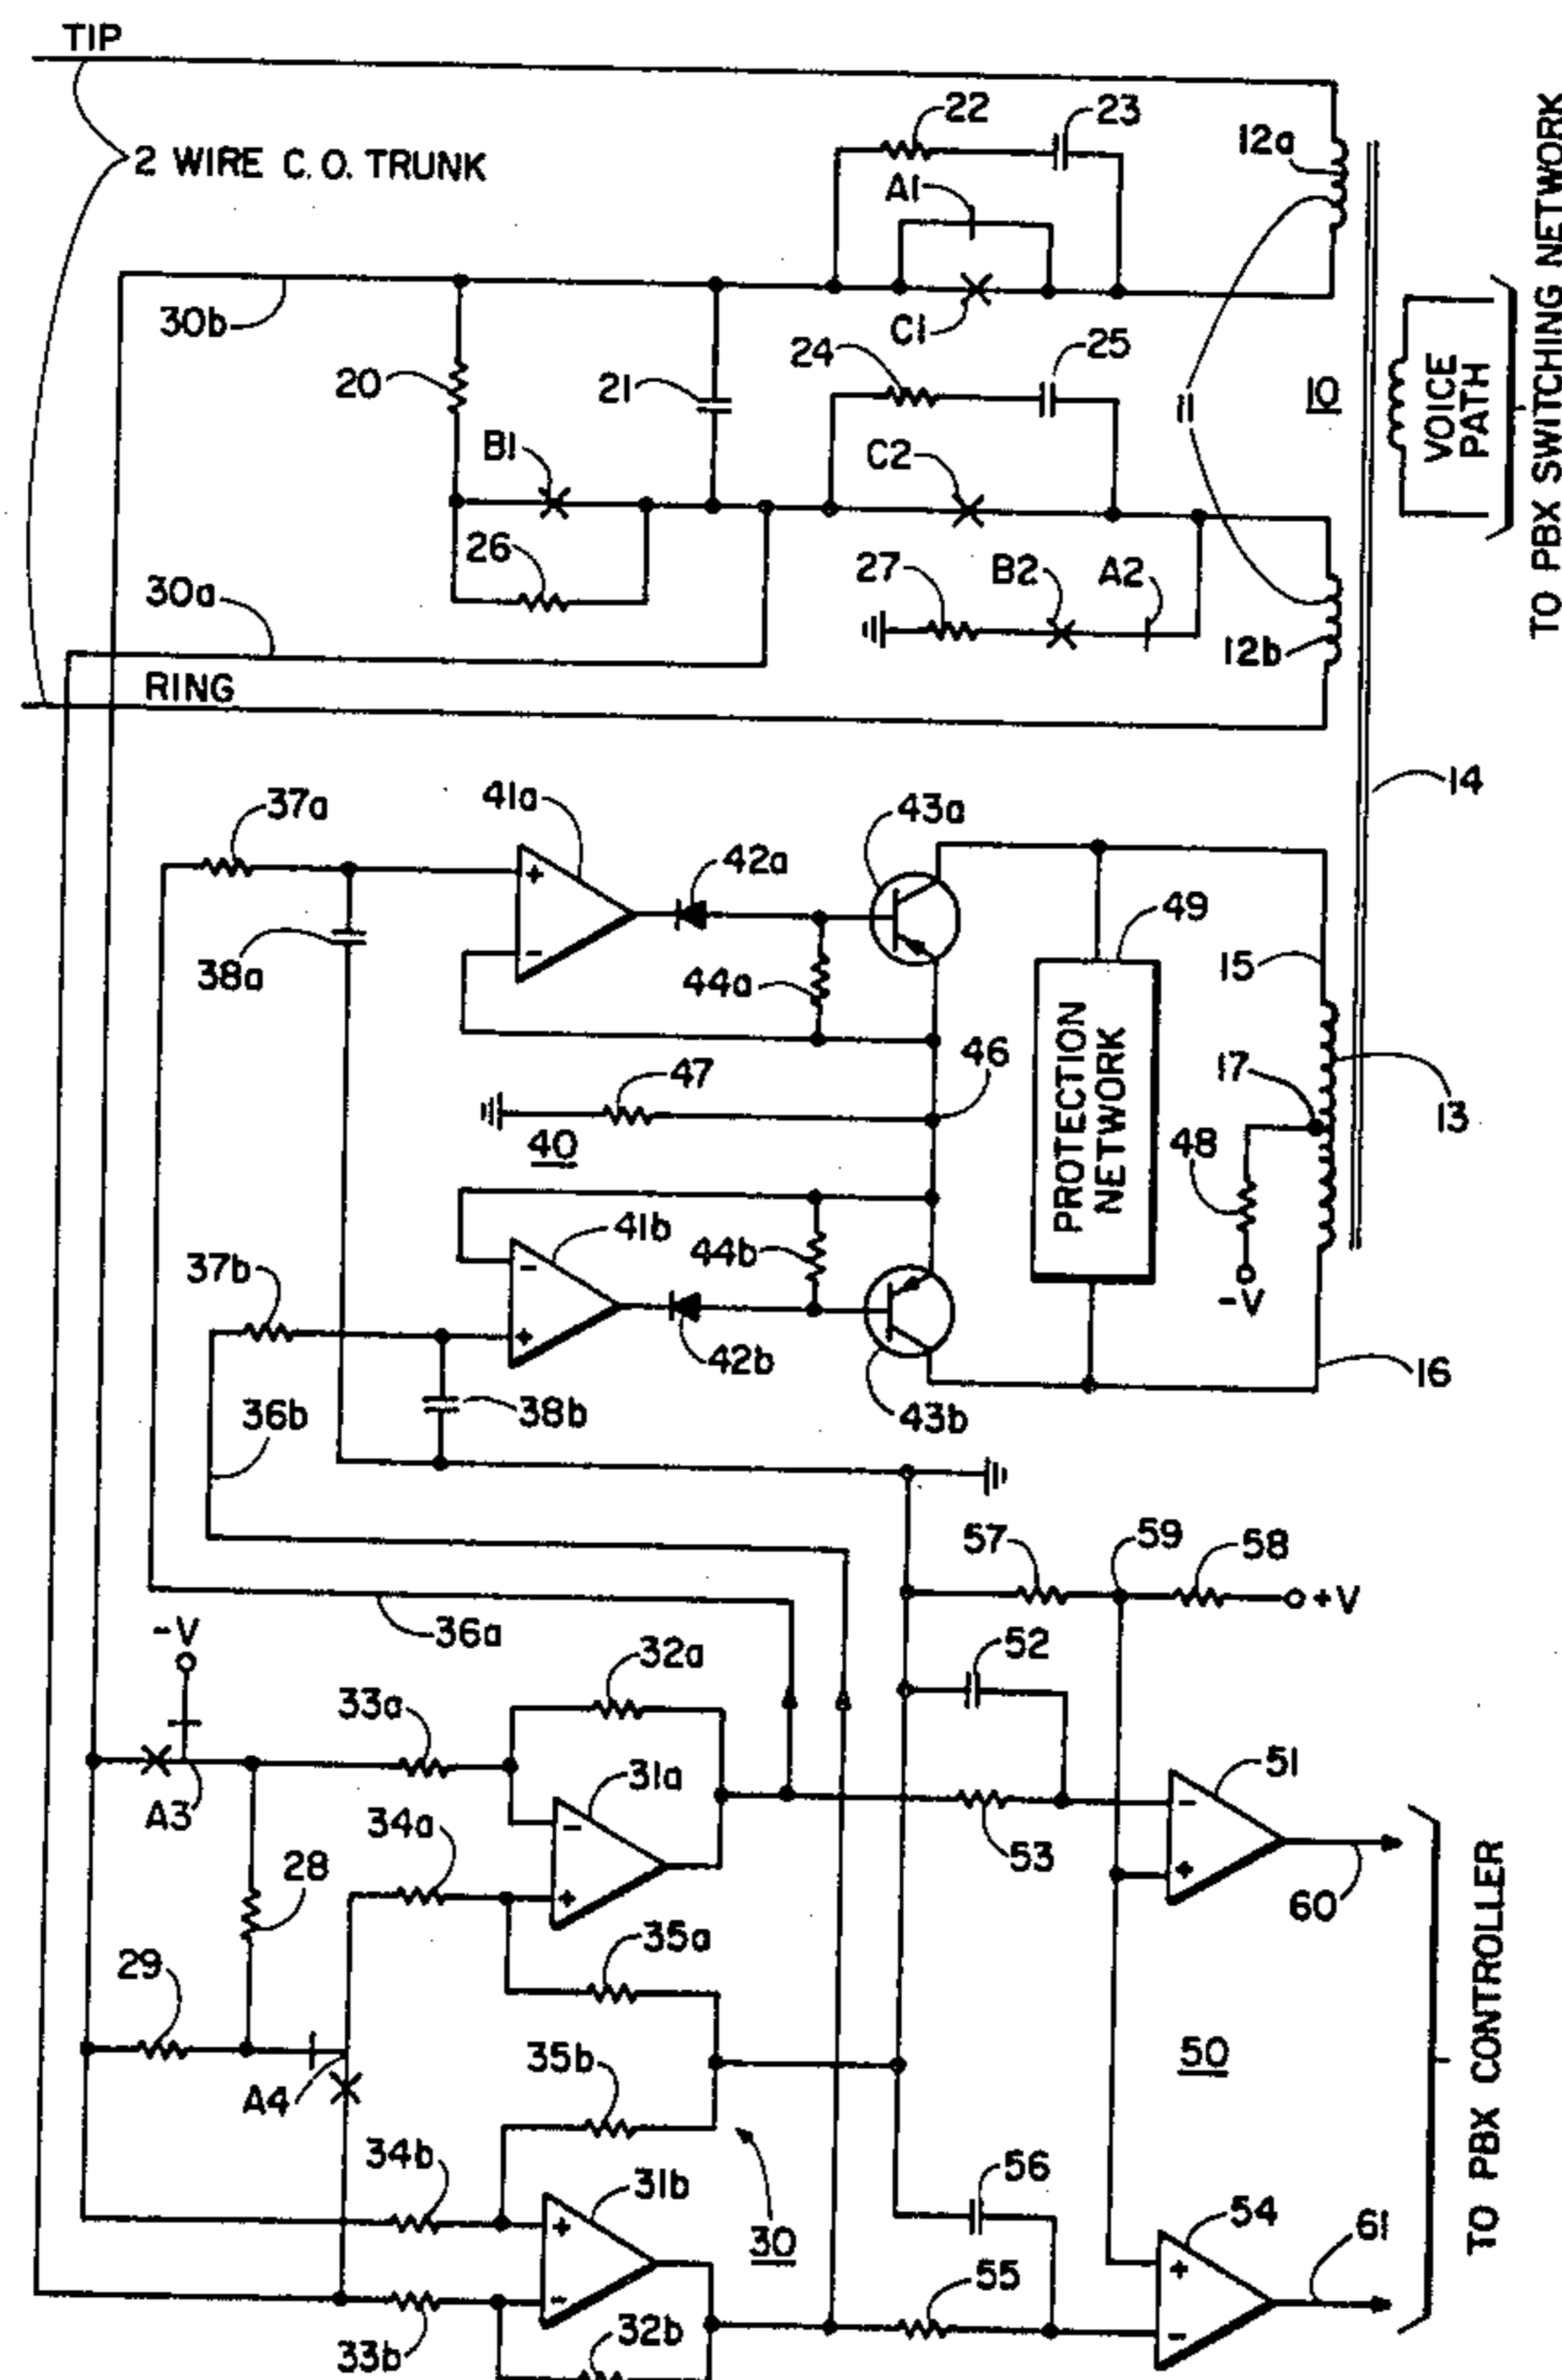 TIP
2 WIRE C.O. TRUNK
22
23
12a
A1
30b
C1
20
21
24
25
11
10
VOICE PATH
TO PBX SWITCHING NETWORK
B1
C2
26
27
B2
A2
12b
30a
RING
14
37a
41a
+
-
42a
43a
38a
44a
49
15
PROTECTION NETWORK
47
46
17
13
40
48
-V
41b
44b
-
+
37b
42b
43b
16
36b
38b
57
59
58
+V
36a
-V
32a
52
33a
31a
51
A3
34a
-
+
-
+
28
53
60
35a
29
35b
50
TO PBX CONTROLLER
A4
34b
31b
56
54
61
+
-
30
+
-
55
33b
32b